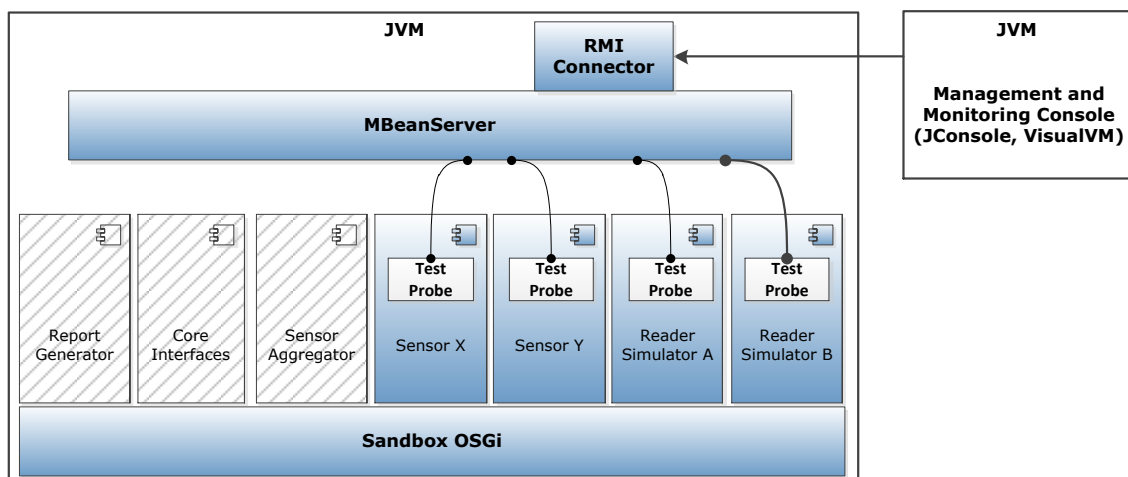 JVM
RMI
Connector
MBeanServer
JVM
Management and
Monitoring Console
(JConsole, VisualVM)
Test
Probe
Test
Probe
Test
Probe
Test
Probe
Report
Generator
Core
Interfaces
Sensor
Aggregator
Sensor X
Sensor Y
Reader
Simulator A
Reader
Simulator B
Sandbox OSGi